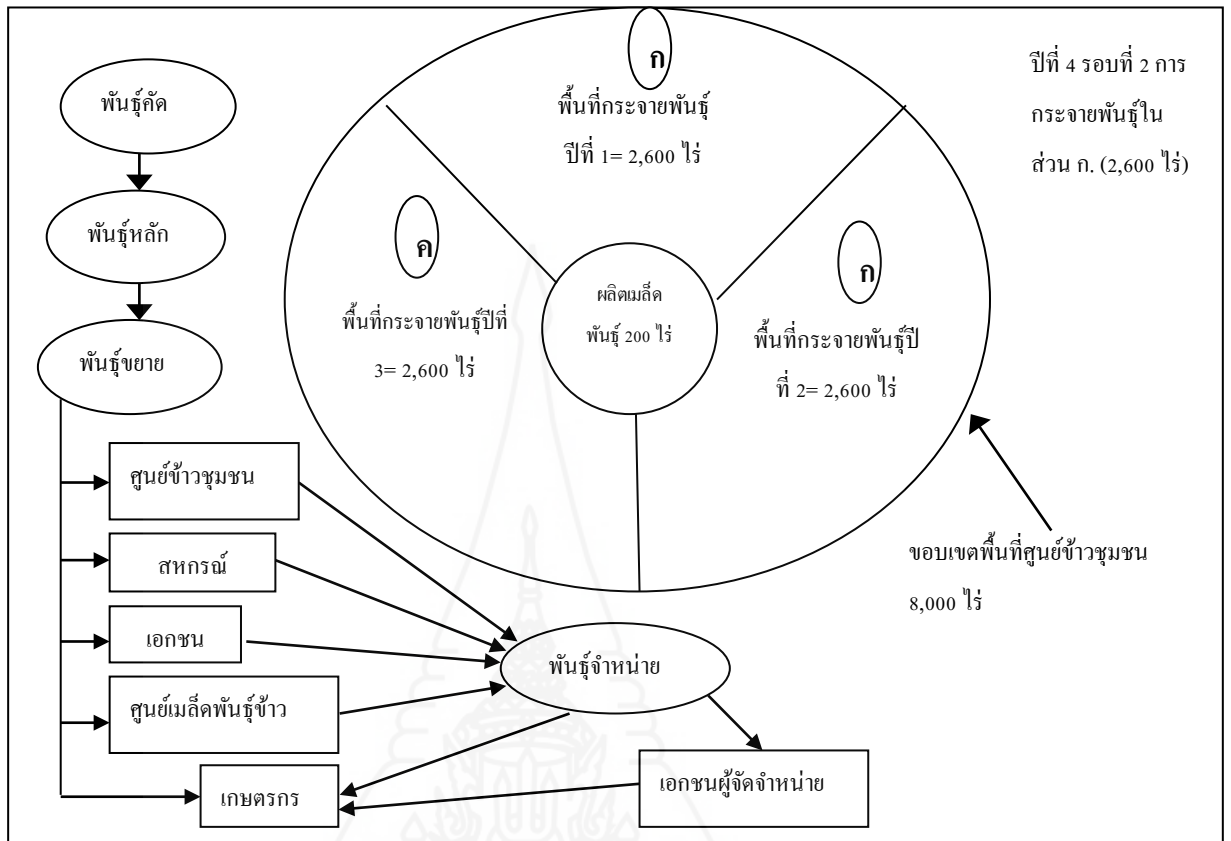 พันธุ์คัด
พันธุ์หลัก
พันธุ์ขยาย
ศูนย์ข้าวชุมชน
สหกรณ์
เอกชน
ศูนย์เมล็ดพันธุ์ข้าว
เกษตรกร
พันธุ์จำหน่าย
เอกชนผู้จัดจำหน่าย
ก
พื้นที่กระจายพันธุ์
ปีที่ 1= 2,600 ไร่
ค
พื้นที่กระจายพันธุ์ปีที่
3= 2,600 ไร่
ผลิตเมล็ด
พันธุ์ 200 ไร่
ก
พื้นที่กระจายพันธุ์ปี
ที่ 2= 2,600 ไร่
ปีที่ 4 รอบที่ 2 การ
กระจายพันธุ์ใน
ส่วน ก. (2,600 ไร่)
ขอบเขตพื้นที่ศูนย์ข้าวชุมชน
8,000 ไร่